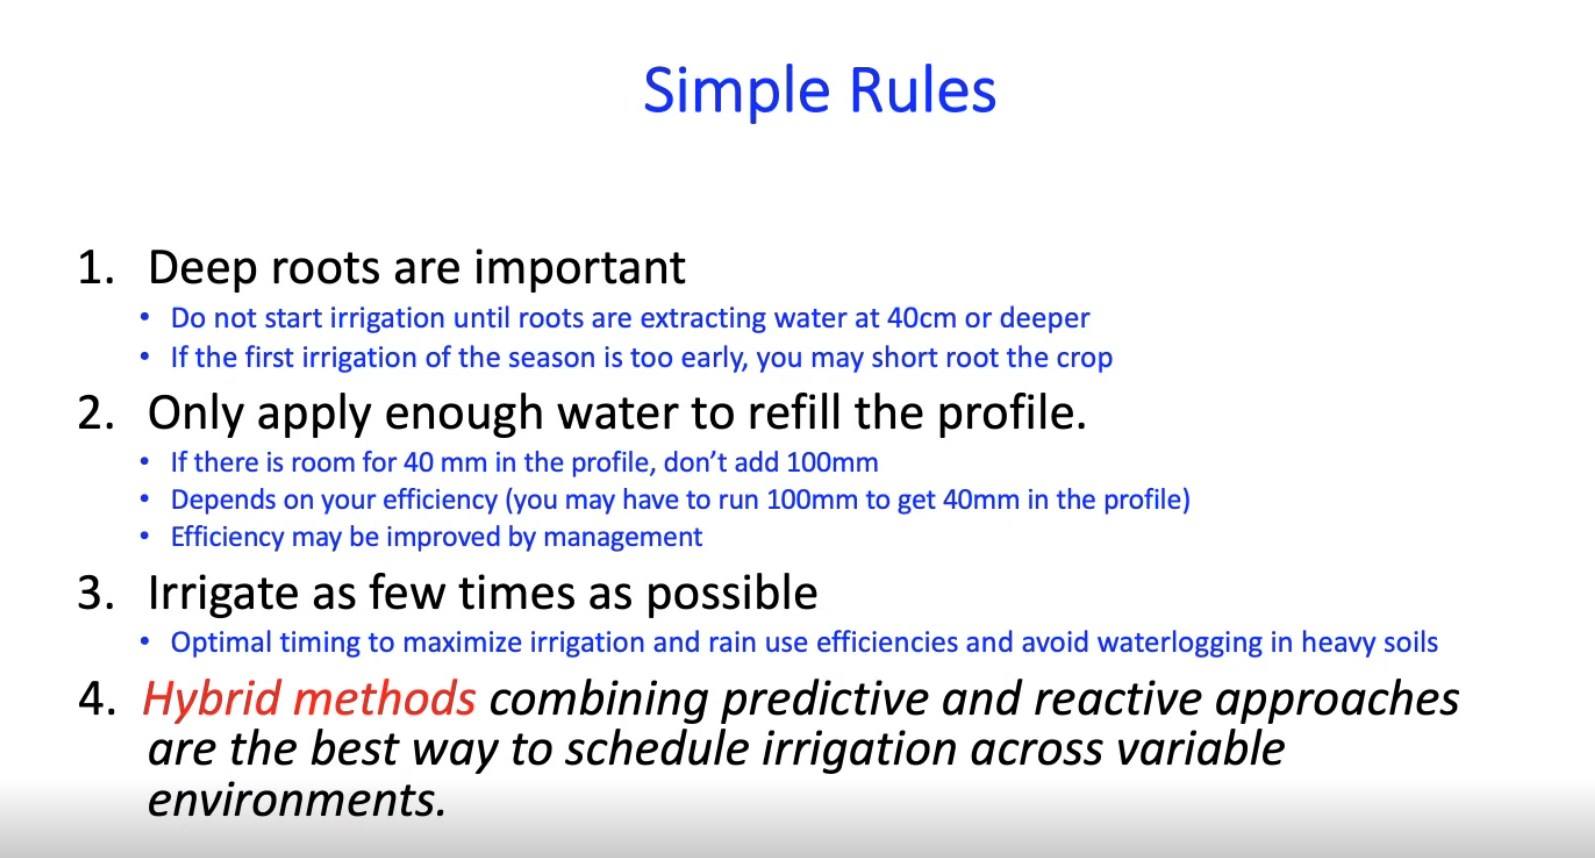 Simple Rules
1. Deep roots are important
• Do not start irrigation until roots are extracting water at 40cm or deeper
• If the first irrigation of the season is too early, you may short root the crop
2. Only apply enough water to refill the profile.
• If there is room for 40 mm in the profile, don’t add 100mm
• Depends on your efficiency (you may have to run 100mm to get 40mm in the profile)
• Efficiency may be improved by management
3. Irrigate as few times as possible
• Optimal timing to maximize irrigation and rain use efficiencies and avoid waterlogging in heavy soils
4. Hybrid methods combining predictive and reactive approaches
are the best way to schedule irrigation across variable
environments.